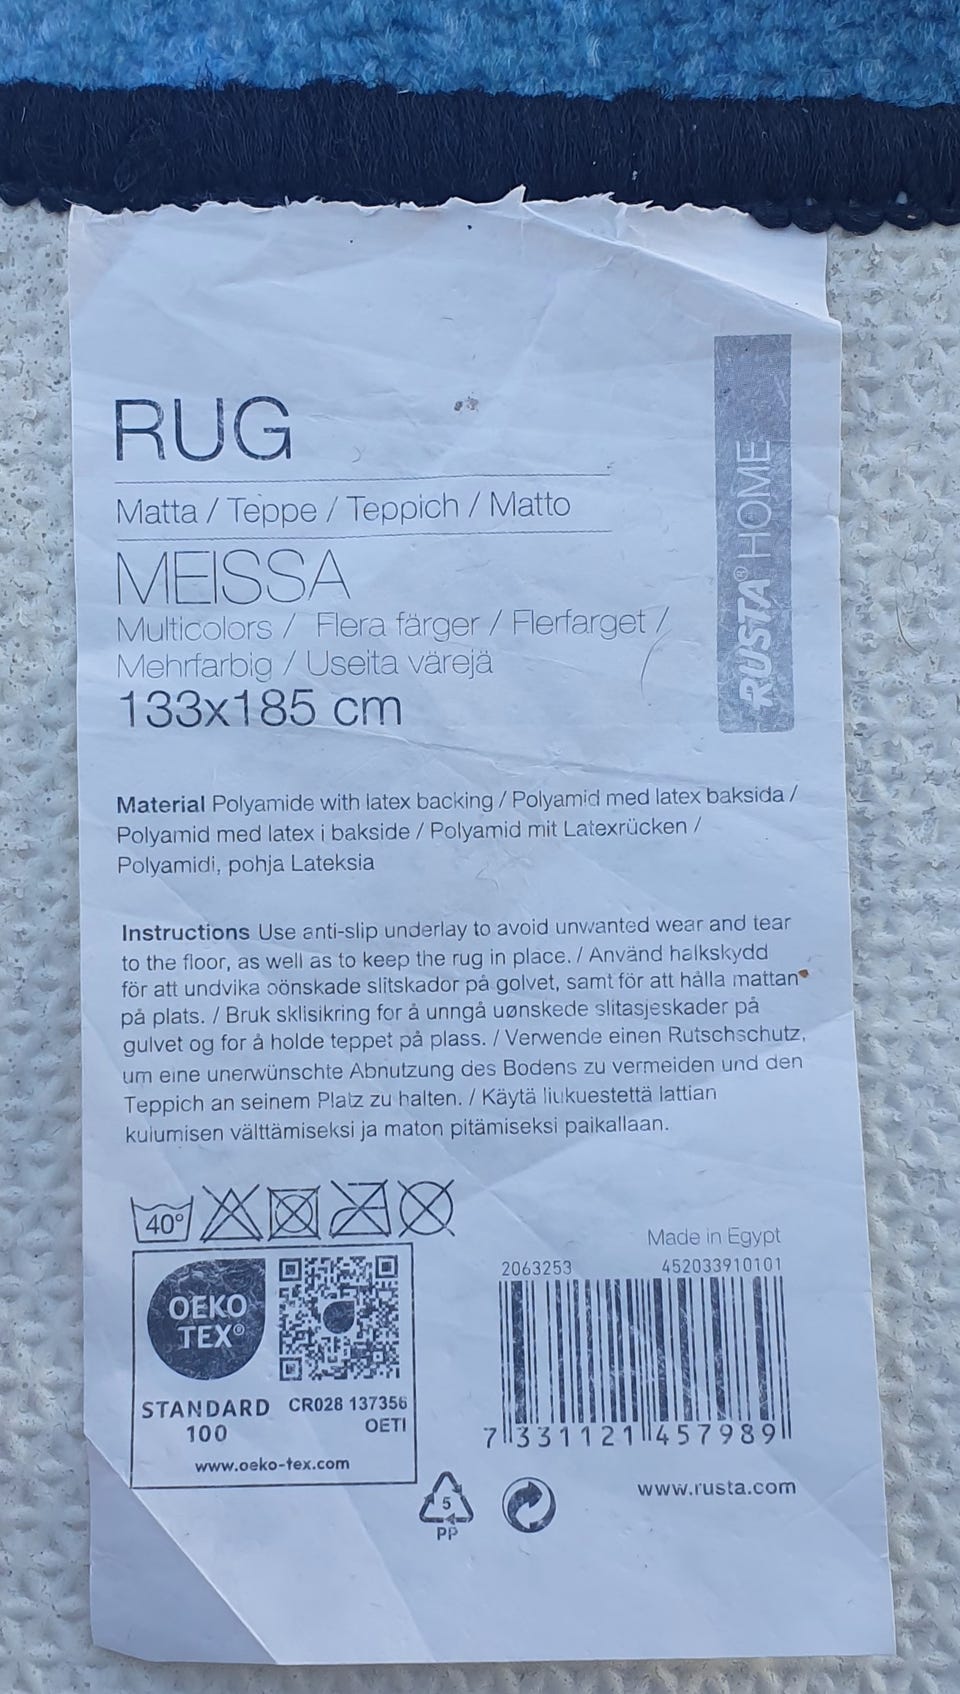 RUG
Matta / Teppe / Teppich / Matto
MEISSA
Multicolors / Flera färger / Flerfarget /
Mehrfarbig / Useita värejä
133x185 cm
RUSTA® HOME
Material Polyamide with latex backing / Polyamid med latex baksida /
Polyamid med latex i bakside / Polyamid mit Latexrücken /
Polyamidi, pohja Lateksia
Instructions Use anti-slip underlay to avoid unwanted wear and tear
to the floor, as well as to keep the rug in place. / Använd halkskydd
för att undvika oönskade slitskador på golvet, samt för att hålla mattan
på plats. / Bruk sklisikring for å unngå uønskede slitasjeskader på
gulvet og for å holde teppet på plass. / Verwende einen Rutschschutz,
um eine unerwünschte Abnutzung des Bodens zu vermeiden und den
Teppich an seinem Platz zu halten. / Käytä liukuestettä lattian
kulumisen välttämiseksi ja maton pitämiseksi paikallaan.
40°
Made in Egypt
2063253 452033910101
OEKO
TEX®
STANDARD
100
CR028 137356
OETI
www.oeko-tex.com
7 331121 457989
5
PP
www.rusta.com